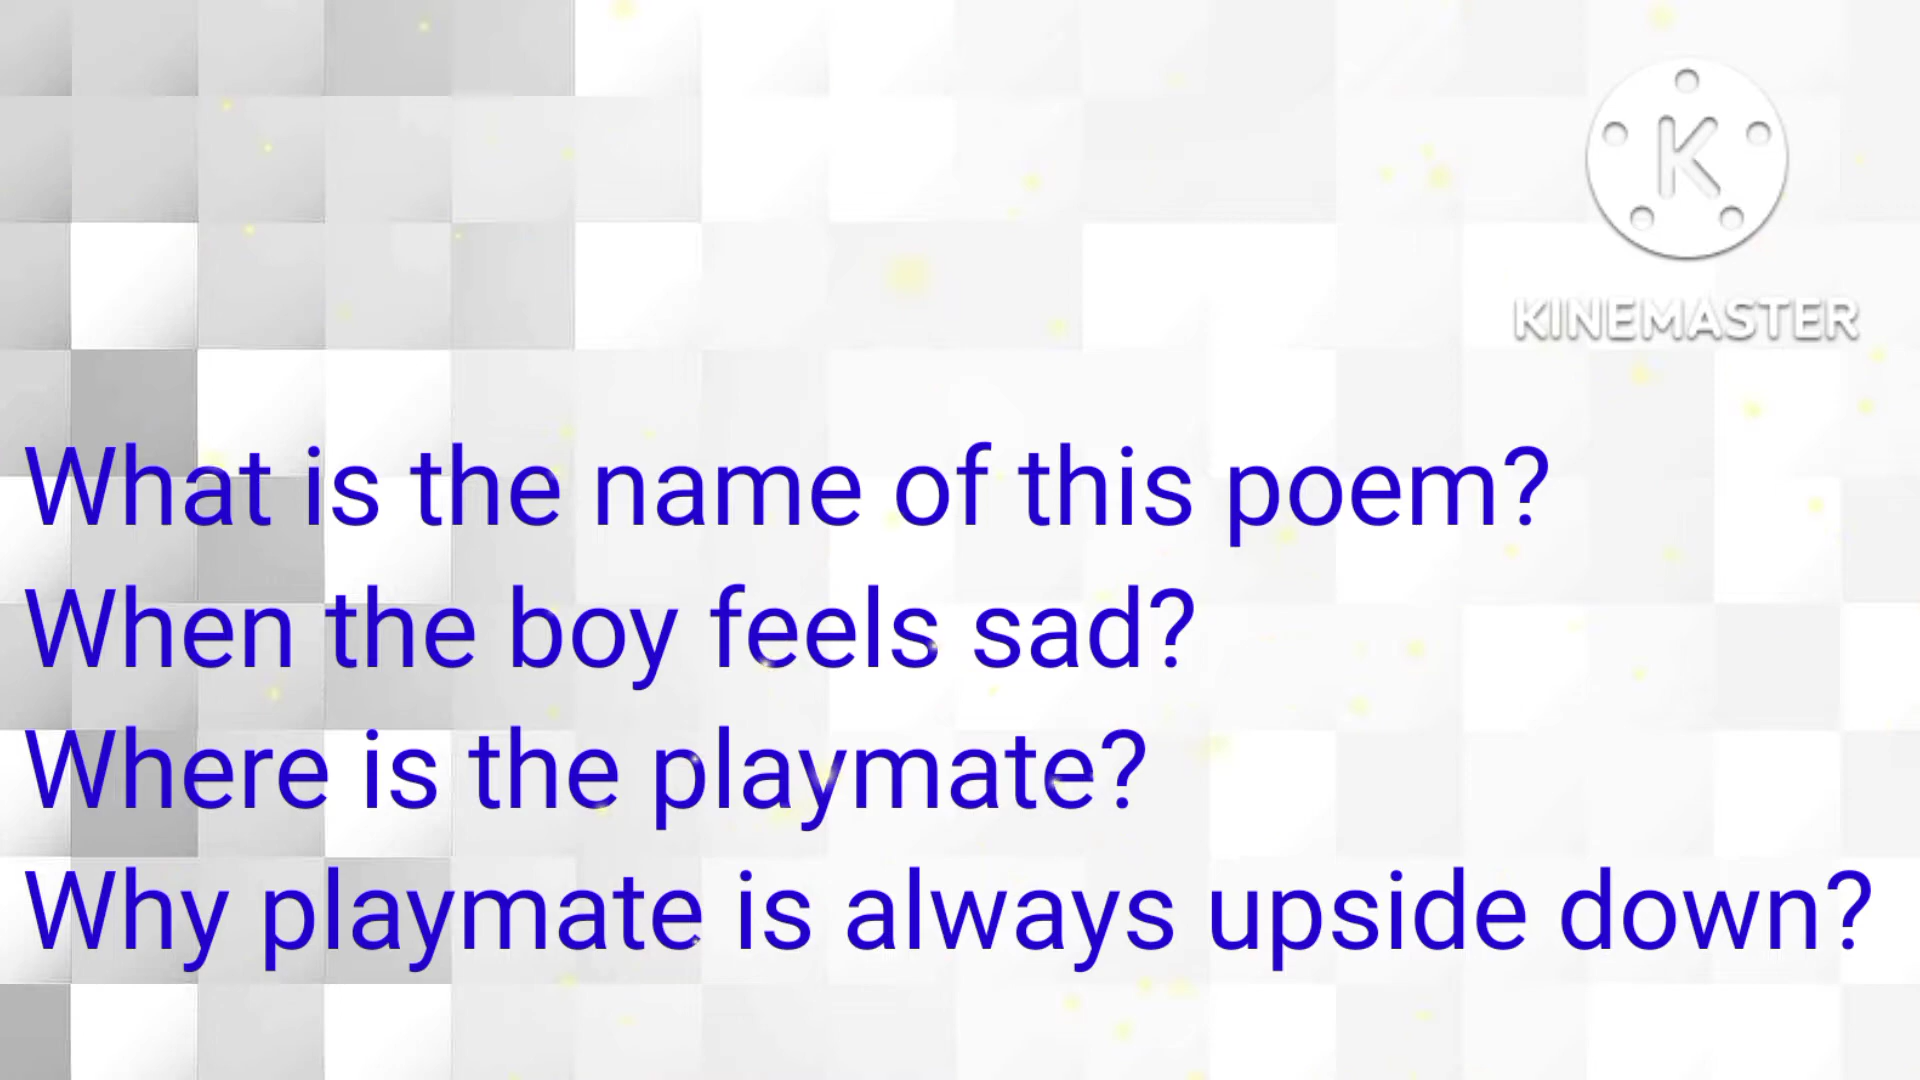 K
KINEMASTER
What is the name of this poem?
When the boy feels sad?
Where is the playmate?
Why playmate is always upside down?